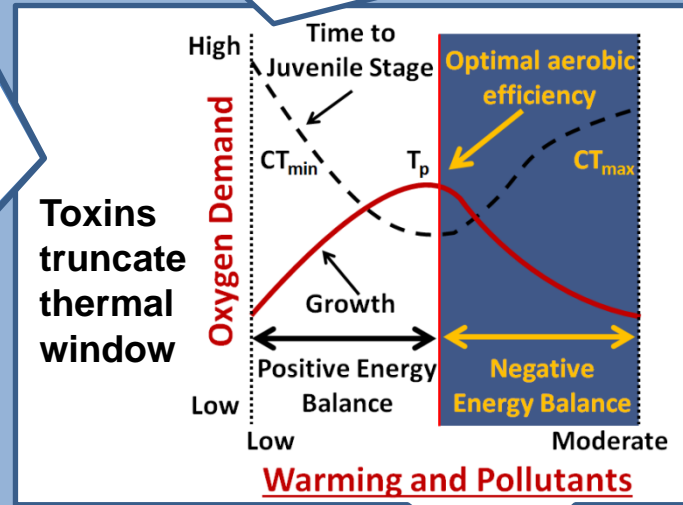 Toxins
truncate
thermal
window
Oxygen Demand
High
Low
Time to
Juvenile Stage
Optimal aerobic
efficiency
CTmin
Tp
CTmax
Growth
Positive Energy
Balance
Negative
Energy Balance
Low
Moderate
Warming and Pollutants